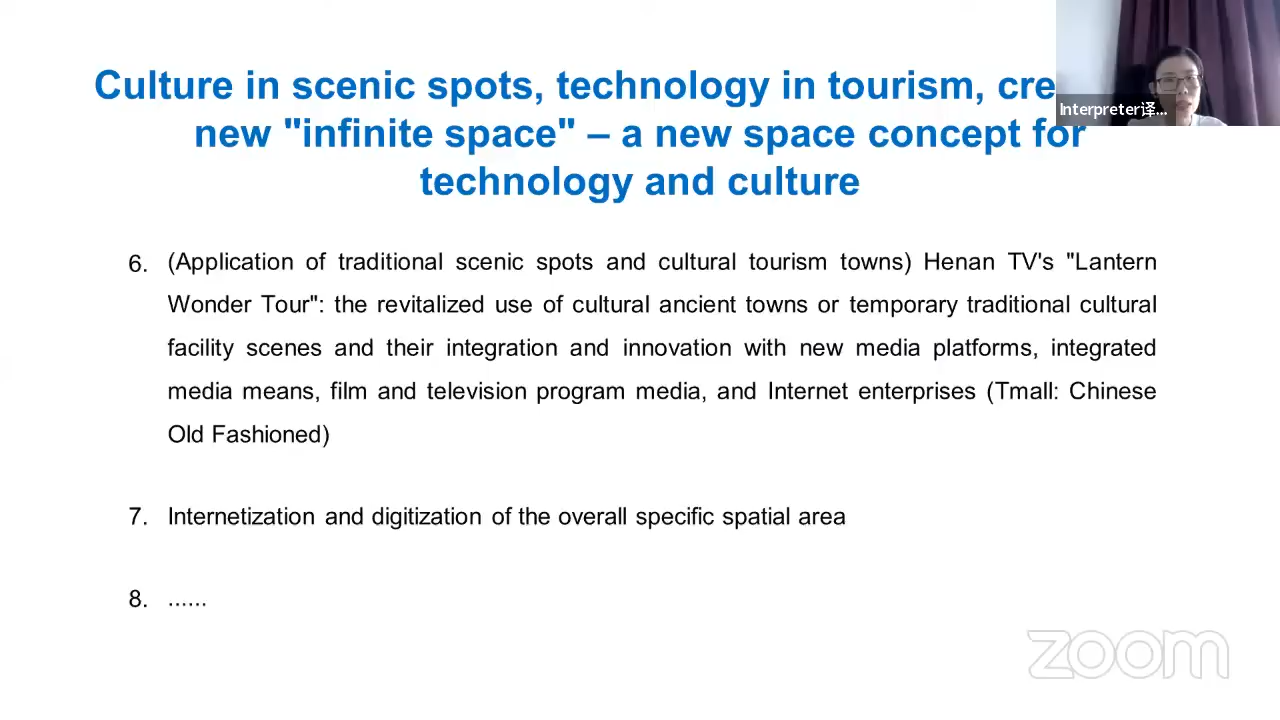 Culture in scenic spots, technology in tourism, cre
new "infinite space" – a new space concept for
technology and culture
Interpreter译...
6. (Application of traditional scenic spots and cultural tourism towns) Henan TV's "Lantern
Wonder Tour": the revitalized use of cultural ancient towns or temporary traditional cultural
facility scenes and their integration and innovation with new media platforms, integrated
media means, film and television program media, and Internet enterprises (Tmall: Chinese
Old Fashioned)
7. Internetization and digitization of the overall specific spatial area
8. ......
zoom